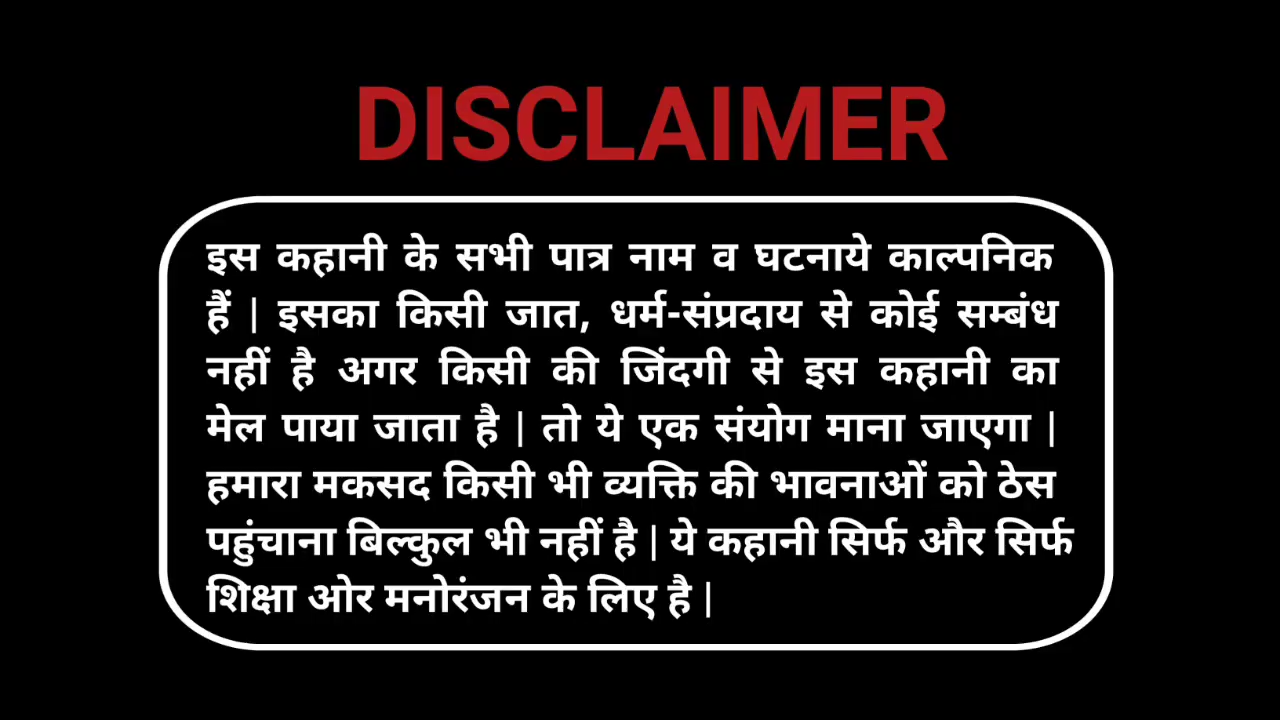 DISCLAIMER
इस कहानी के सभी पात्र नाम व घटनाये काल्पनिक
हैं | इसका किसी जात, धर्म-संप्रदाय से कोई सम्बंध
नहीं है अगर किसी की जिंदगी से इस कहानी का
मेल पाया जाता है | तो ये एक संयोग माना जाएगा |
हमारा मकसद किसी भी व्यक्ति की भावनाओं को ठेस
पहुंचाना बिल्कुल भी नहीं है | ये कहानी सिर्फ और सिर्फ
शिक्षा ओर मनोरंजन के लिए है |